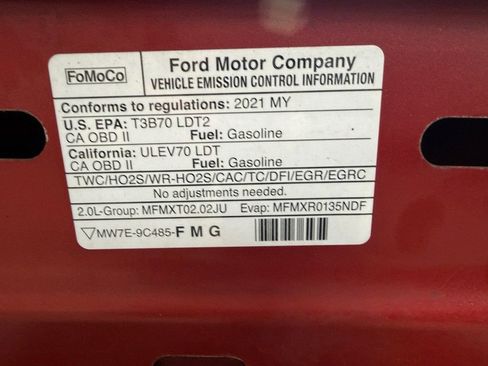 FoMoCo
Ford Motor Company
VEHICLE EMISSION CONTROL INFORMATION
Conforms to regulations: 2021 MY
U.S. EPA: T3B70 LDT2
CA OBD II Fuel: Gasoline
California: ULEV70 LDT
CA OBD II Fuel: Gasoline
TWC/HO2S/WR-HO2S/CAC/TC/DFI/EGR/EGRC
No adjustments needed.
2.0L-Group: MFMXT02.02JU Evap: MFMXR0135NDF
▽MW7E-9C485-F M G